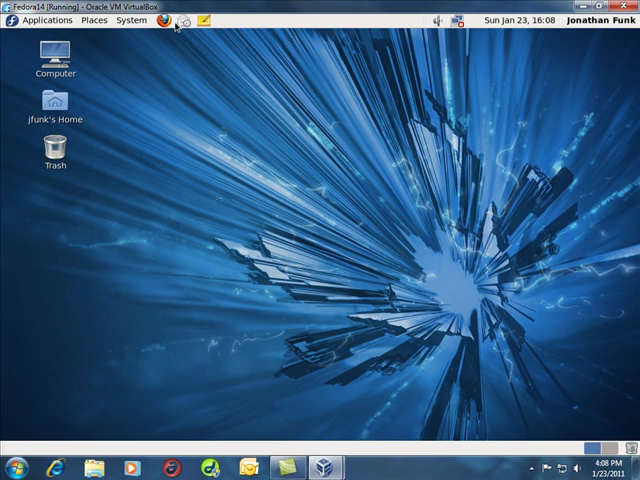 Fedora14 [Running] - Oracle VM VirtualBox
Applications Places System Sun Jan 23, 16:08 Jonathan Funk
Computer
jfunk's Home
Trash
4:08 PM
1/23/2011